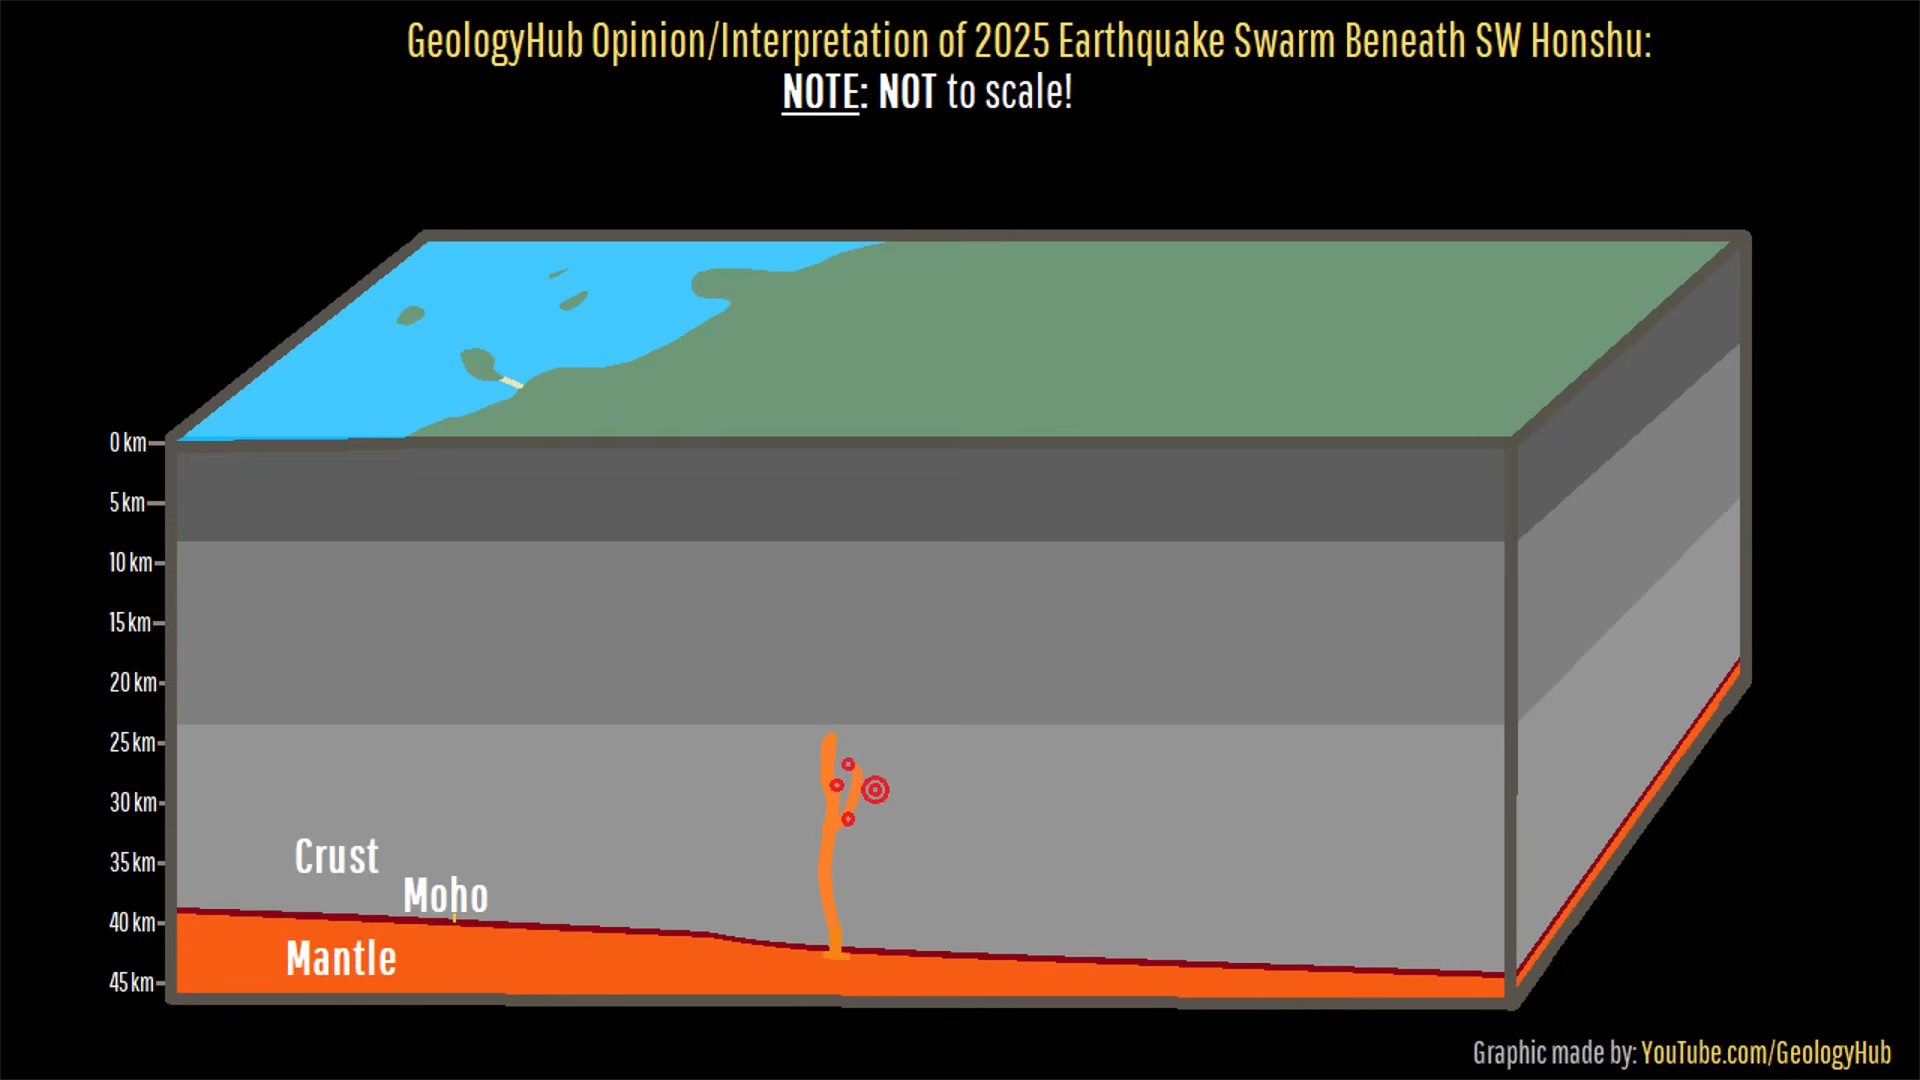 GeologyHub Opinion/Interpretation of 2025 Earthquake Swarm Beneath SW Honshu:
NOTE: NOT to scale!
0 km
5 km
10 km
15 km
20 km
25 km
30 km
35 km
40 km
45 km
Crust
Moho
Mantle
Graphic made by: YouTube.com/GeologyHub